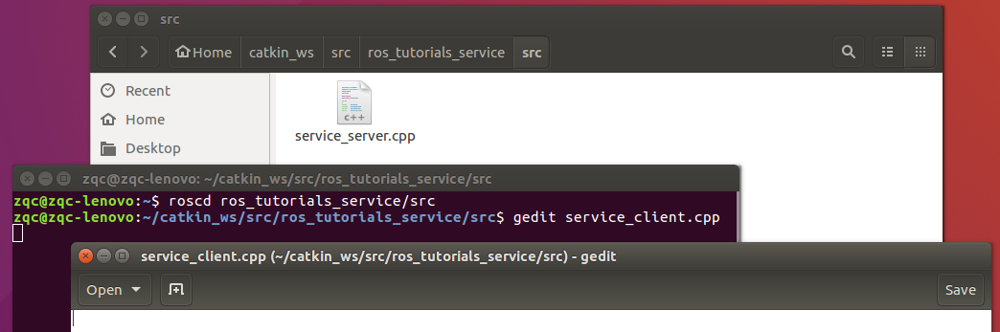 src
Home catkin_ws src ros_tutorials_service src
Recent
Home
Desktop
c++
service_server.cpp
zqc@zqc-lenovo: ~/catkin_ws/src/ros_tutorials_service/src
zqc@zqc-lenovo:~$ roscd ros_tutorials_service/src
zqc@zqc-lenovo:~/catkin_ws/src/ros_tutorials_service/src$ gedit service_client.cpp
service_client.cpp (~/catkin_ws/src/ros_tutorials_service/src) - gedit
Open Save